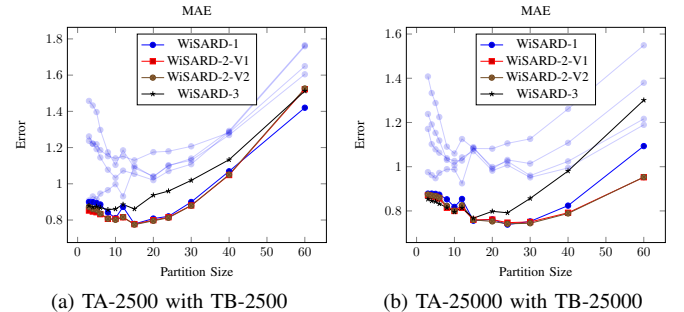 MAE
1.8
1.6
1.4
1.2
1
0.8
Error
0 10 20 30 40 50 60
Partition Size
WiSARD-1
WiSARD-2-V1
WiSARD-2-V2
WiSARD-3
(a) TA-2500 with TB-2500
MAE
1.6
1.4
1.2
1
0.8
Error
0 10 20 30 40 50 60
Partition Size
WiSARD-1
WiSARD-2-V1
WiSARD-2-V2
WiSARD-3
(b) TA-25000 with TB-25000